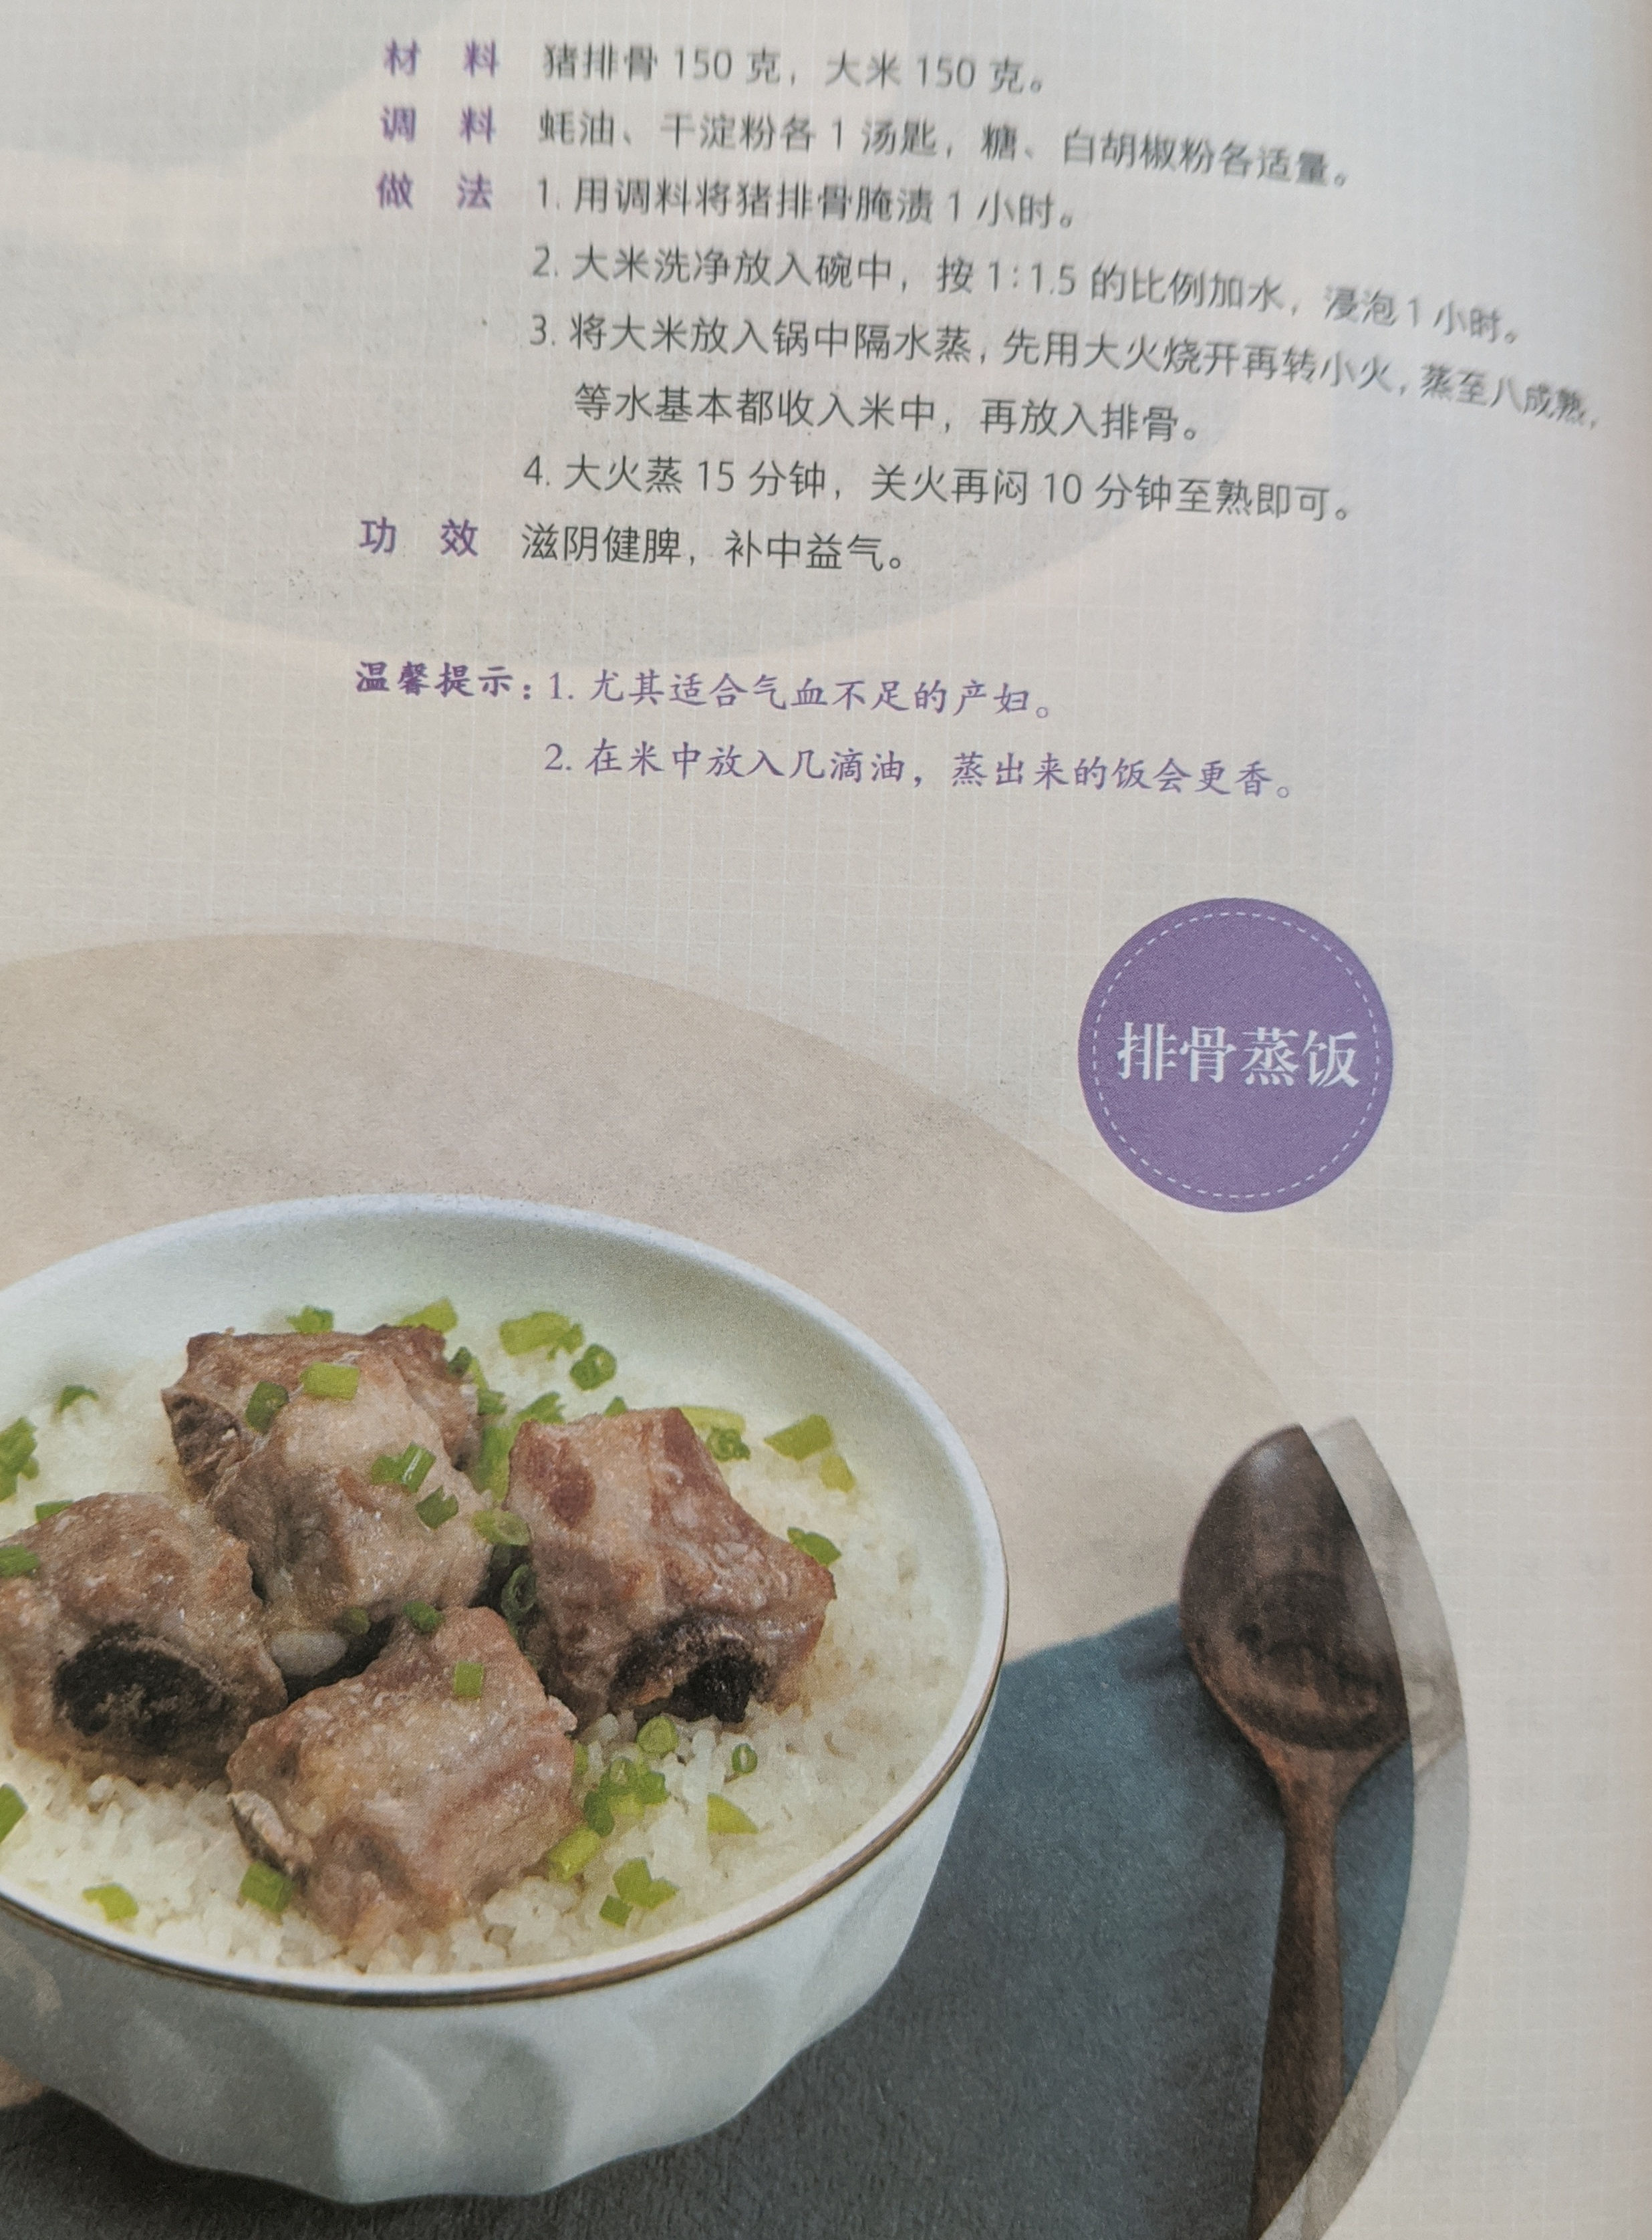 材 料 猪排骨 150 克，大米 150 克。
调 料 蚝油、干淀粉各 1 汤匙，糖、白胡椒粉各适量。
做 法 1. 用调料将猪排骨腌渍 1 小时。
2. 大米洗净放入碗中，按 1:1.5 的比例加水，浸泡 1 小时。
3. 将大米放入锅中隔水蒸，先用大火烧开再转小火，蒸至八成熟，
等水基本都收入米中，再放入排骨。
4. 大火蒸 15 分钟，关火再闷 10 分钟至熟即可。
功 效 滋阴健脾，补中益气。
温馨提示：1. 尤其适合气血不足的产妇。
2. 在米中放入几滴油，蒸出来的饭会更香。
排骨蒸饭